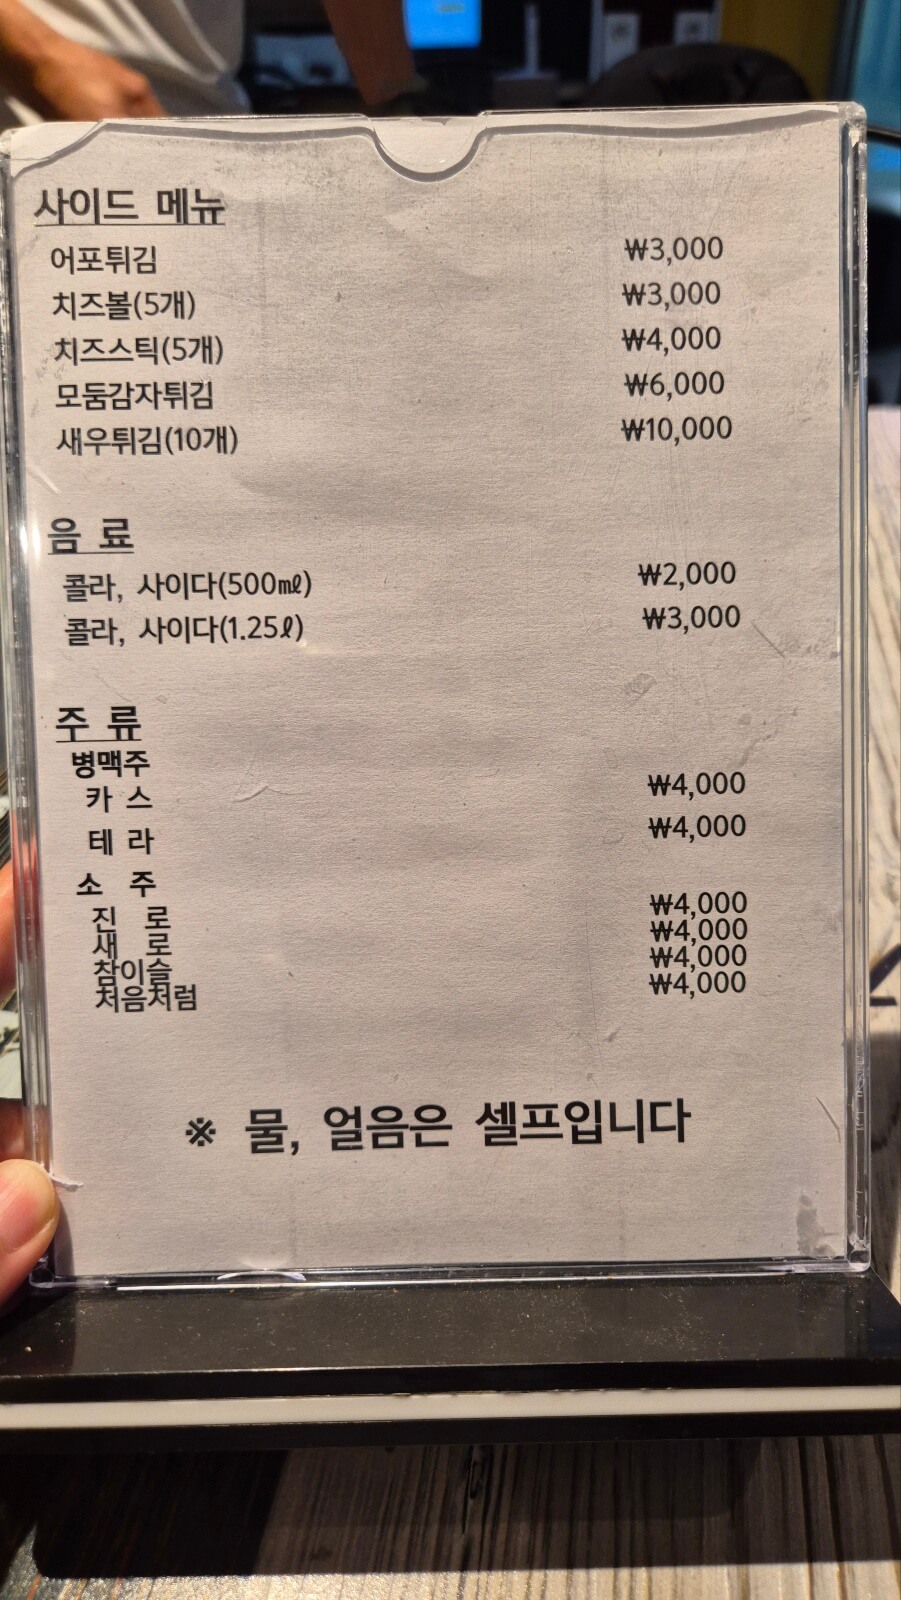 사이드 메뉴
어포튀김 ₩3,000
치즈볼(5개) ₩3,000
치즈스틱(5개) ₩4,000
모둠감자튀김 ₩6,000
새우튀김(10개) ₩10,000
음 료
콜라, 사이다(500㎖) ₩2,000
콜라, 사이다(1.25ℓ) ₩3,000
주 류
병맥주
카 스 ₩4,000
테 라 ₩4,000
소 주
진 로 ₩4,000
새 로 ₩4,000
참이슬 ₩4,000
처음처럼 ₩4,000
※ 물, 얼음은 셀프입니다